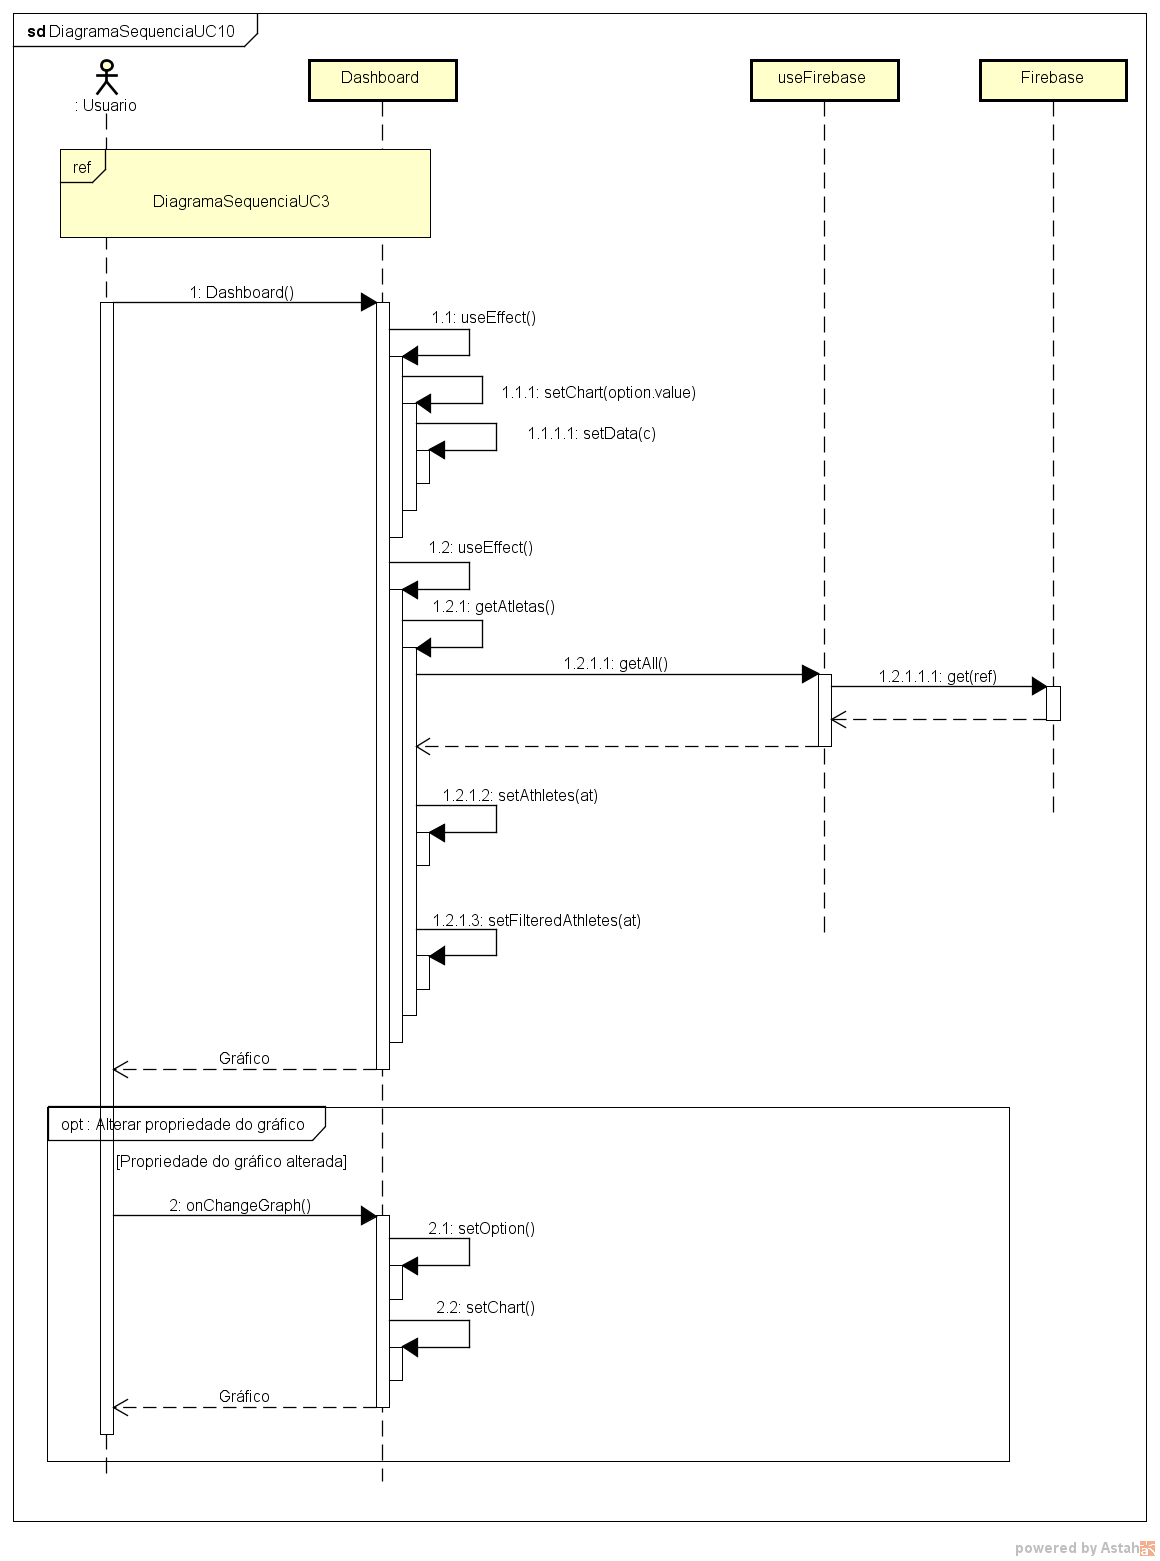 sd DiagramaSequenciaUC10
: Usuario
Dashboard
useFirebase
Firebase
ref
DiagramaSequenciaUC3
1: Dashboard()
1.1: useEffect()
1.1.1: setChart(option.value)
1.1.1.1: setData(c)
1.2: useEffect()
1.2.1: getAtletas()
1.2.1.1: getAll()
1.2.1.1.1: get(ref)
1.2.1.2: setAthletes(at)
1.2.1.3: setFilteredAthletes(at)
Gráfico
opt : Alterar propriedade do gráfico
[Propriedade do gráfico alterada]
2: onChangeGraph()
2.1: setOption()
2.2: setChart()
Gráfico
powered by Astah